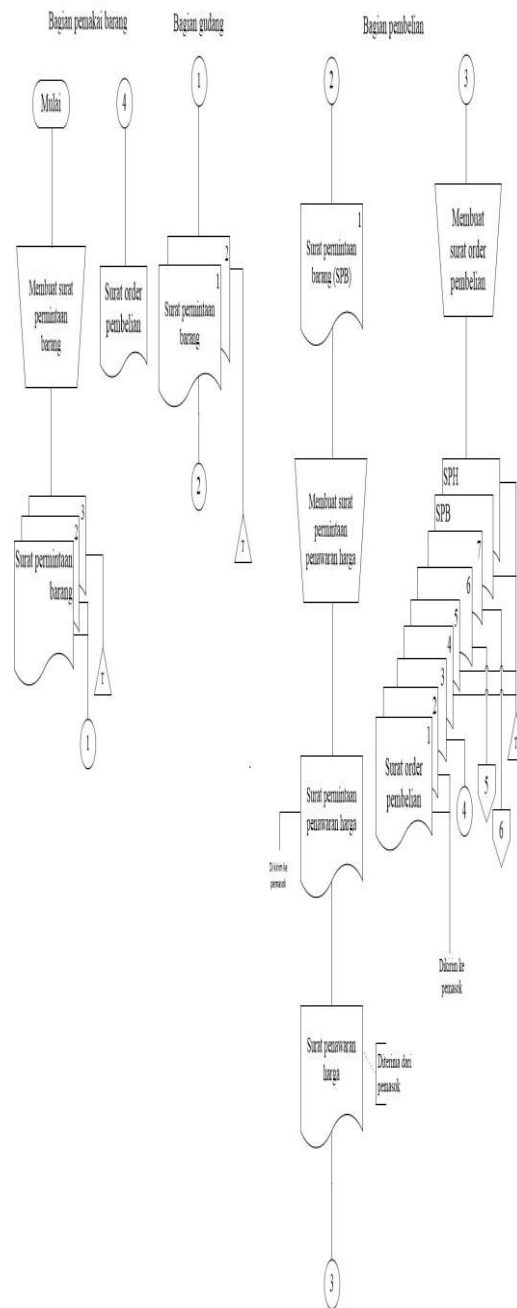 Bagian pemakai barang
Bagian gudang
Bagian pembelian
Mulai
4
Membuat surat
permintaan
barang
Surat order
pembelian
3
2
Surat permintaan
barang
T
1
1
2
1
Surat permintaan
barang
2
T
2
1
Surat permintaan
barang (SPB)
Membuat surat
permintaan
penawaran harga
Surat permintaan
penawaran harga
Dikirim ke
pemasok
Surat penawaran
harga
Diterima dari
pemasok
3
3
Membuat
surat order
pembelian
SPH
SPB
7
6
5
4
3
2
1
Surat order
pembelian
T
5
4
6
Dikirim ke
pemasok